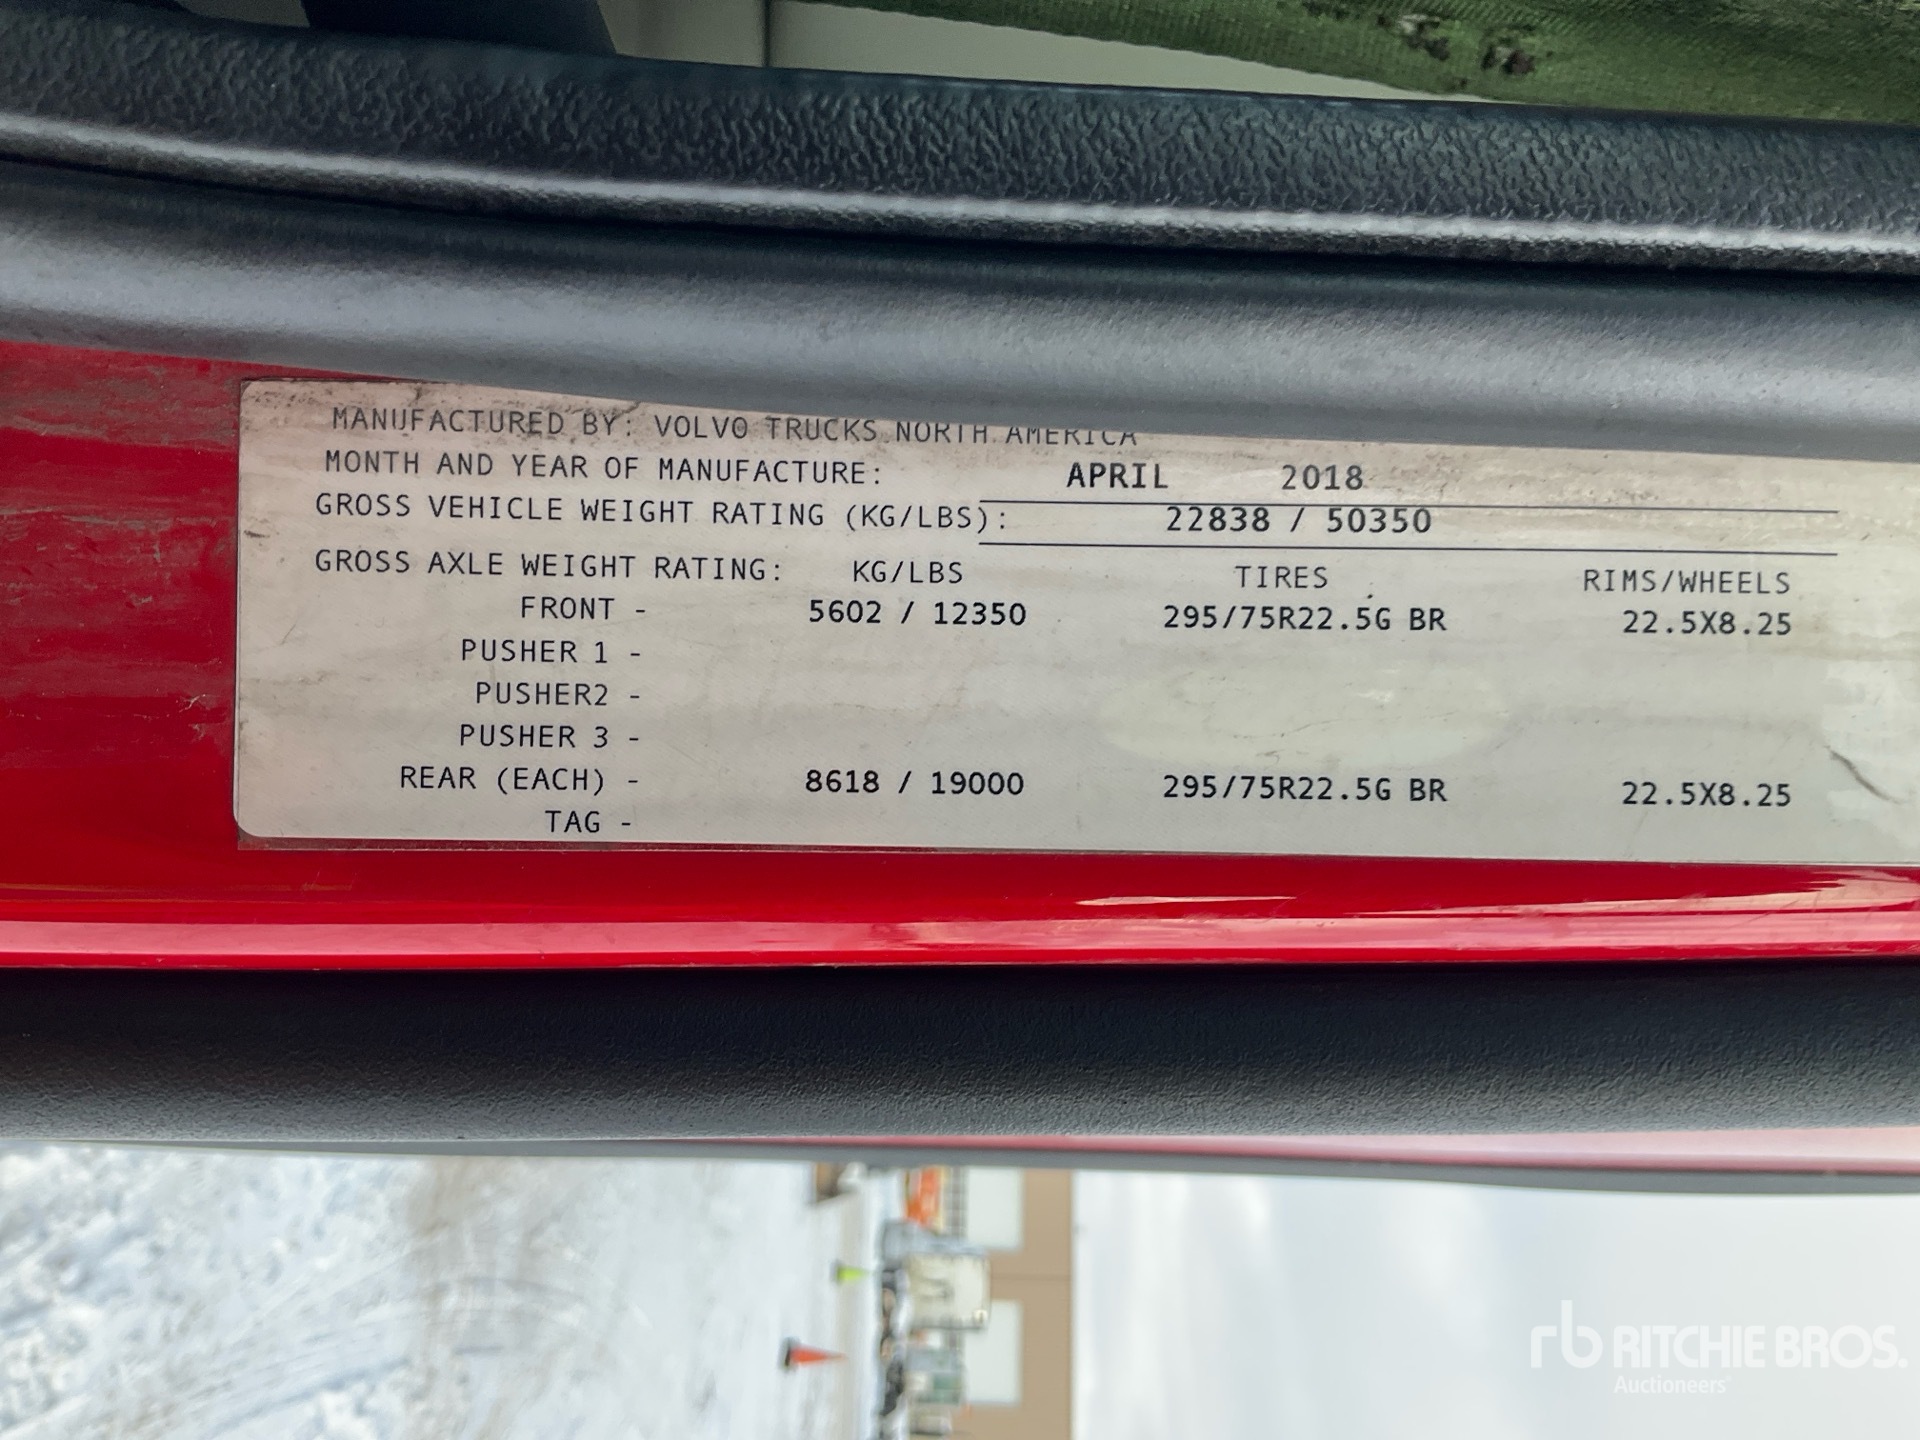 MANUFACTURED BY: VOLVO TRUCKS NORTH AMERICA
MONTH AND YEAR OF MANUFACTURE: APRIL 2018
GROSS VEHICLE WEIGHT RATING (KG/LBS): 22838 / 50350
GROSS AXLE WEIGHT RATING: KG/LBS TIRES RIMS/WHEELS
FRONT - 5602 / 12350 295/75R22.5G BR 22.5X8.25
PUSHER 1 -
PUSHER2 -
PUSHER 3 -
REAR (EACH) - 8618 / 19000 295/75R22.5G BR 22.5X8.25
TAG -
rb RITCHIE BROS.
Auctioneers